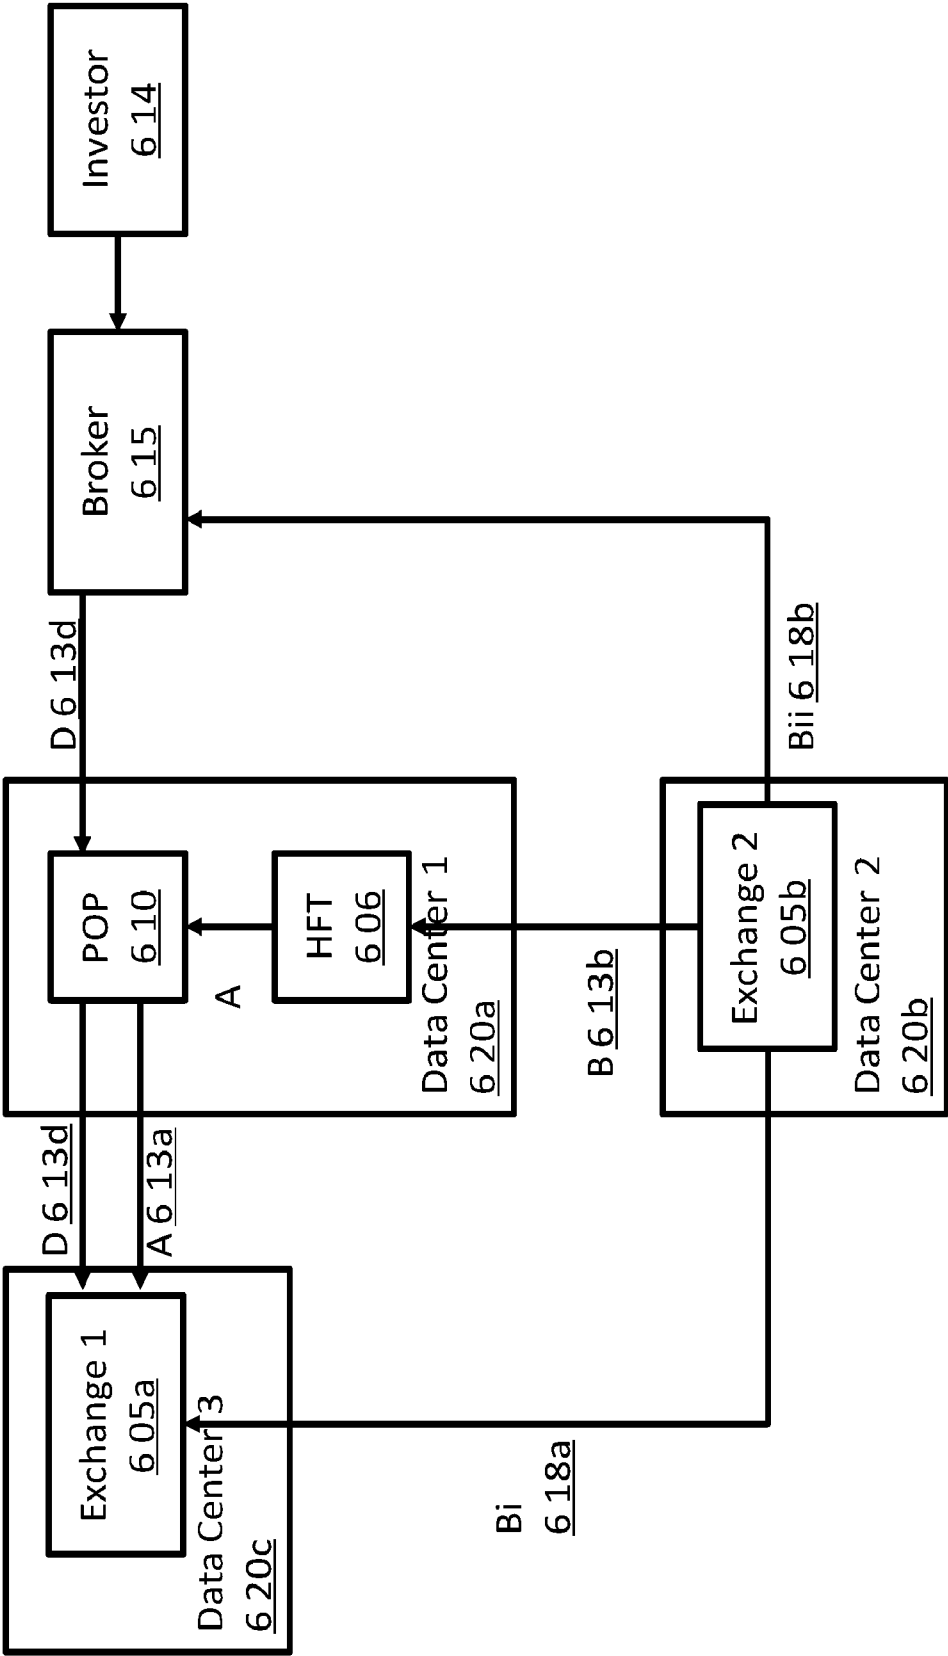 Exchange 1
605a
Data Center 3
620c
D 613d
A 613a
POP
610
A
HFT
606
Data Center 1
620a
D 613d
Broker
615
Investor
614
Bi
618a
B 613b
Exchange 2
605b
Data Center 2
620b
Bii 618b